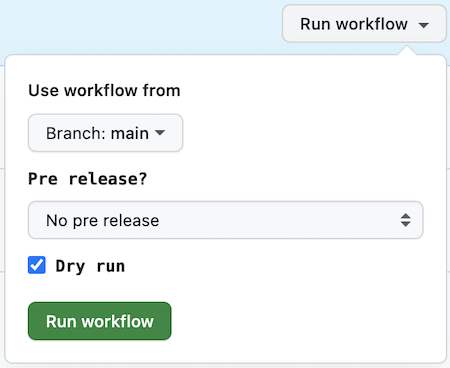 Run workflow
Use workflow from
Branch: main
Pre release?
No pre release
Dry run
Run workflow